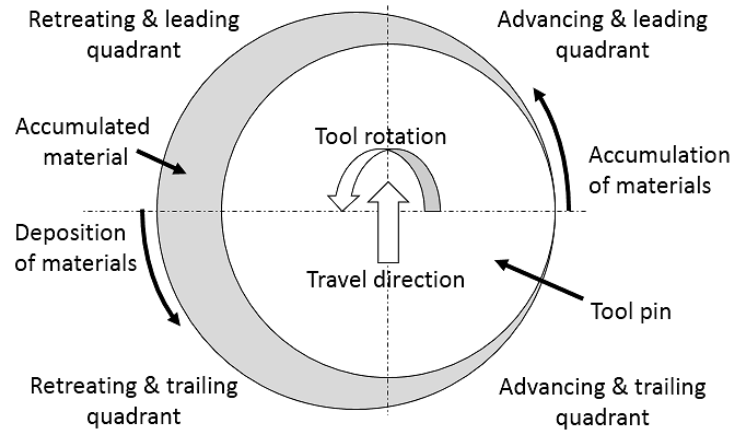 Retreating & leading
quadrant
Advancing & leading
quadrant
Accumulated
material
Tool rotation
Accumulation
of materials
Deposition
of materials
Travel direction
Tool pin
Retreating & trailing
quadrant
Advancing & trailing
quadrant